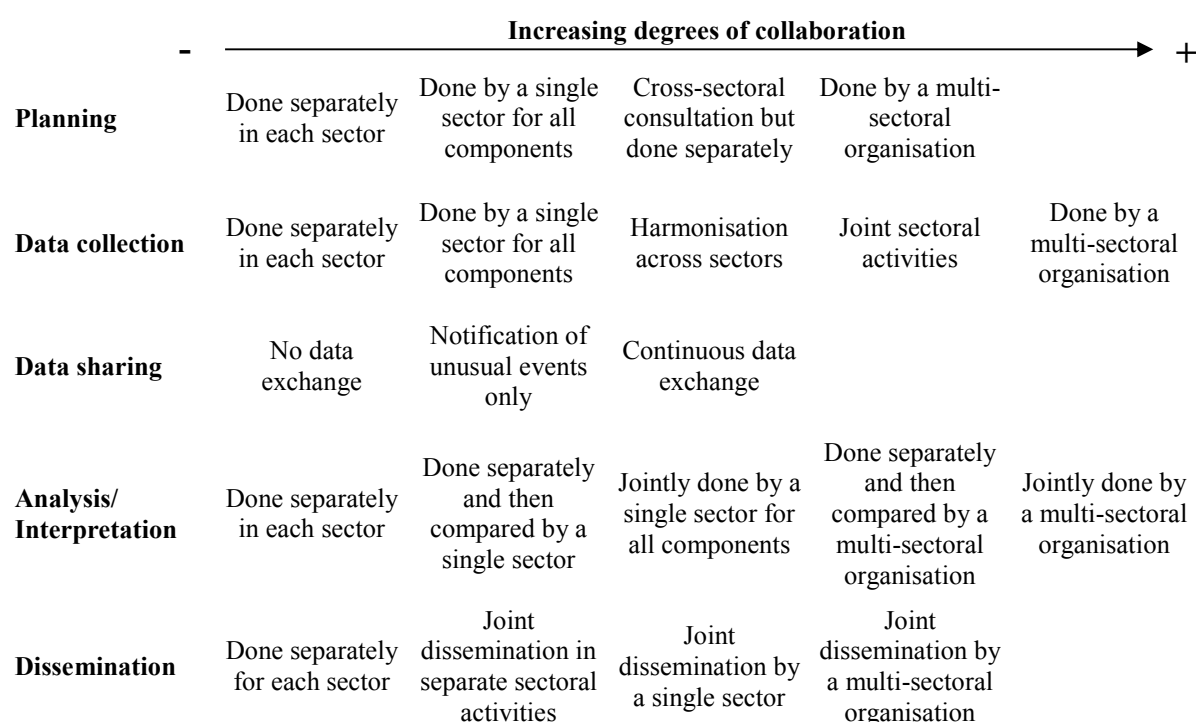 Increasing degrees of collaboration
- +
Planning
Done separately
in each sector
Done by a single
sector for all
components
Cross-sectoral
consultation but
done separately
Done by a multi-
sectoral
organisation
Data collection
Done separately
in each sector
Done by a single
sector for all
components
Harmonisation
across sectors
Joint sectoral
activities
Done by a
multi-sectoral
organisation
Data sharing
No data
exchange
Notification of
unusual events
only
Continuous data
exchange
Analysis/
Interpretation
Done separately
in each sector
Done separately
and then
compared by a
single sector
Jointly done by a
single sector for
all components
Done separately
and then
compared by a
multi-sectoral
organisation
Jointly done by
a multi-sectoral
organisation
Dissemination
Done separately
for each sector
Joint
dissemination in
separate sectoral
activities
Joint
dissemination by
a single sector
Joint
dissemination by
a multi-sectoral
organisation